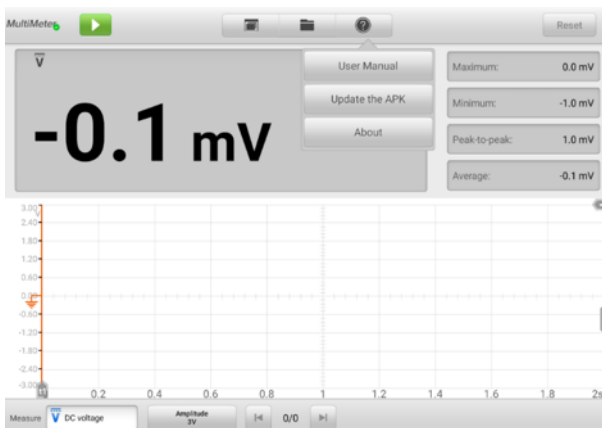 MultiMeter
Reset
V
-0.1 mV
User Manual
Update the APK
About
Maximum: 0.0 mV
Minimum: -1.0 mV
Peak-to-peak: 1.0 mV
Average: -0.1 mV
3.00
V
2.40
1.80
1.20
0.60
0.00
-0.60
-1.20
-1.80
-2.40
-3.00
0.2 0.4 0.6 0.8 1 1.2 1.4 1.6 1.8 2s
Measure V DC voltage Amplitude 0/0
3V